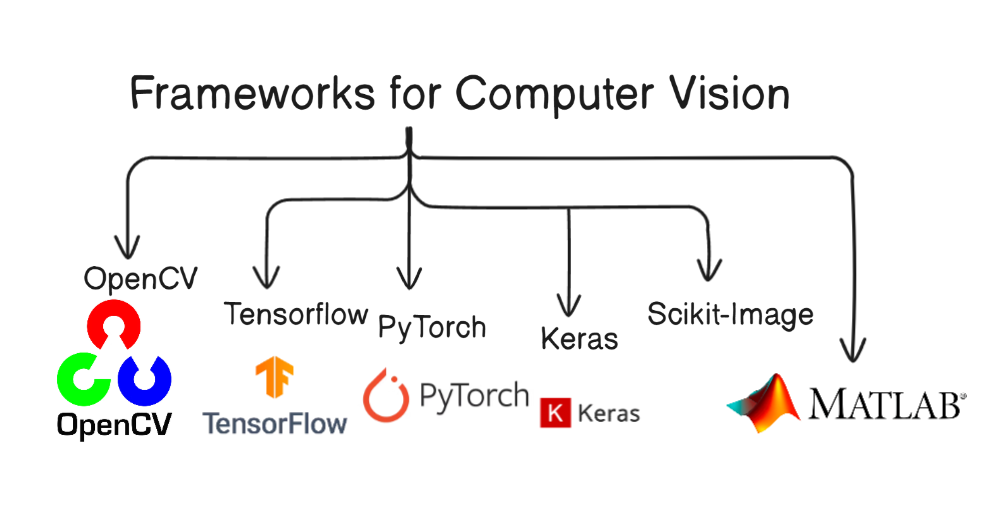 Frameworks for Computer Vision
OpenCV
Tensorflow
PyTorch
Keras
Scikit-Image
OpenCV
TensorFlow
PyTorch
K Keras
MATLAB®